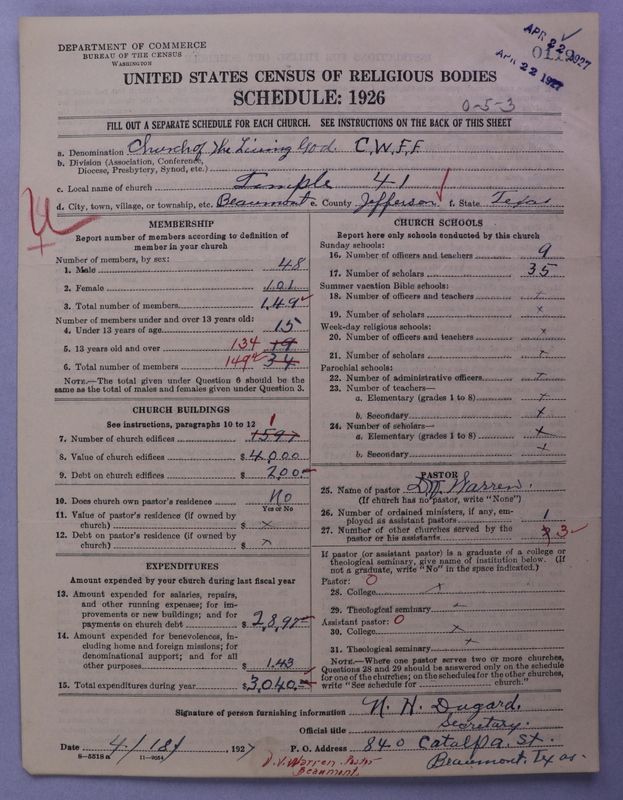 DEPARTMENT OF COMMERCE
BUREAU OF THE CENSUS
WASHINGTON
APR 22 1927
APR 22 1927
UNITED STATES CENSUS OF RELIGIOUS BODIES
SCHEDULE: 1926
0-5-3
FILL OUT A SEPARATE SCHEDULE FOR EACH CHURCH. SEE INSTRUCTIONS ON THE BACK OF THIS SHEET
a. Denomination Church of the Living God C.W.F.F
b. Division (Association, Conference, Diocese, Presbytery, Synod, etc.)
c. Local name of church Temple 41
d. City, town, village, or township, etc. Beaumont e. County Jefferson f. State Texas
MEMBERSHIP
Report number of members according to definition of
member in your church
Number of members, by sex:
1. Male 48
2. Female 101
3. Total number of members 149
Number of members under and over 13 years old:
4. Under 13 years of age 15
5. 13 years old and over 134 19
6. Total number of members 149 34
NOTE.—The total given under Question 6 should be the
same as the total of males and females given under Question 3.
CHURCH BUILDINGS
See instructions, paragraphs 10 to 12
7. Number of church edifices 1
8. Value of church edifices $4000
9. Debt on church edifices $200
10. Does church own pastor's residence No
Yes or No
11. Value of pastor's residence (if owned by
church) $ x
12. Debt on pastor's residence (if owned by
church) $ x
EXPENDITURES
Amount expended by your church during last fiscal year
13. Amount expended for salaries, repairs,
and other running expense; for im-
provements or new buildings; and for
payments on church debt $2,897
14. Amount expended for benevolences, in-
cluding home and foreign missions; for
denominational support; and for all
other purposes $143
15. Total expenditures during year $3,040
CHURCH SCHOOLS
Report here only schools conducted by this church
Sunday schools:
16. Number of officers and teachers 9
17. Number of scholars 35
Summer vacation Bible schools:
18. Number of officers and teachers x
19. Number of scholars x
Week-day religious schools:
20. Number of officers and teachers x
21. Number of scholars x
Parochial schools:
22. Number of administrative officers x
23. Number of teachers—
a. Elementary (grades 1 to 8) x
b. Secondary x
24. Number of scholars—
a. Elementary (grades 1 to 8) x
b. Secondary x
PASTOR
25. Name of pastor Warren.
(If church has no pastor, write "None")
26. Number of ordained ministers, if any, em-
ployed as assistant pastors 1
27. Number of other churches served by the
pastor or his assistants 3
If pastor (or assistant pastor) is a graduate of a college or
theological seminary, give name of institution below. (If
not a graduate, write "No" in the space indicated.)
Pastor: 0
28. College x
29. Theological seminary
Assistant pastor: 0
30. College x
31. Theological seminary x
NOTE.—Where one pastor serves two or more churches,
Questions 28 and 29 should be answered only on the schedule
for one of the churches; on the schedules for the other churches,
write "See schedule for church."
Signature of person furnishing information N. H. Dugard.
Official title Secretary.
Date 4/18/ 1927 P. O. Address 840 Catalpa. St.
Beaumont, Texas.
8-5318a 11-9054
Warren Pastor
Beaumont.